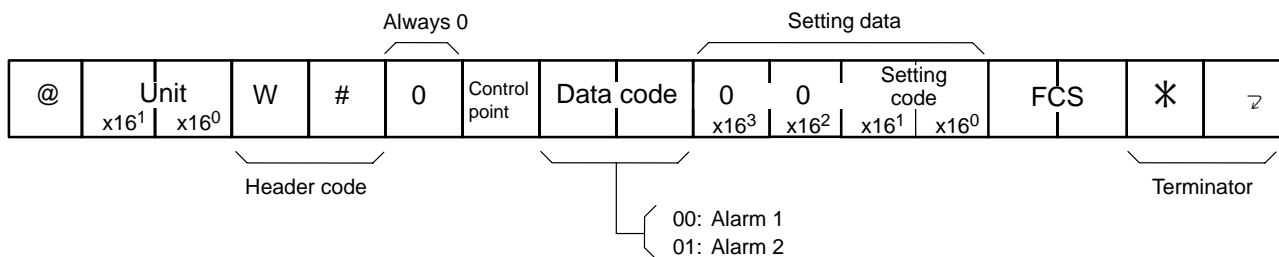 Always 0 Setting data
@ Unit x16¹ x16⁰ W # 0 Control point Data code 0 x16³ 0 x16² Setting code x16¹ x16⁰ FCS *
Header code Terminator
00: Alarm 1
01: Alarm 2